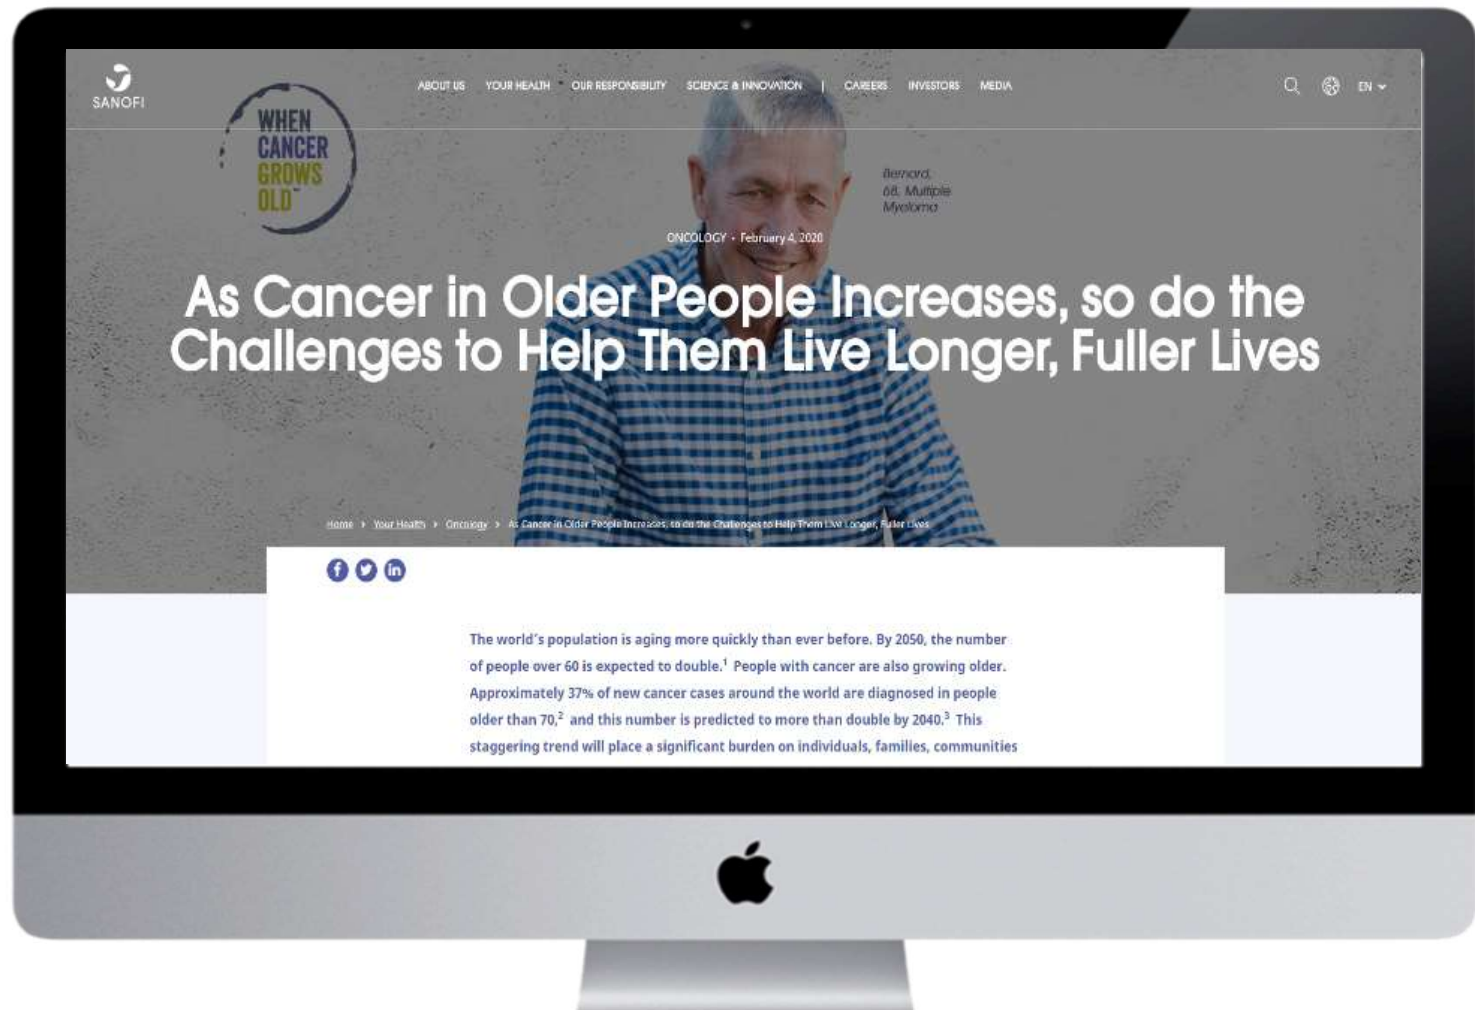 SANOFI
ABOUT US YOUR HEALTH OUR RESPONSIBILITY SCIENCE & INNOVATION | CAREERS INVESTORS MEDIA
EN
WHEN
CANCER
GROWS
OLD™
Bernard,
68, Multiple
Myeloma
ONCOLOGY • February 4, 2020
As Cancer in Older People Increases, so do the
Challenges to Help Them Live Longer, Fuller Lives
Home > Your Health > Oncology > As Cancer in Older People Increases, so do the Challenges to Help Them Live Longer, Fuller Lives
The world's population is aging more quickly than ever before. By 2050, the number
of people over 60 is expected to double.¹ People with cancer are also growing older.
Approximately 37% of new cancer cases around the world are diagnosed in people
older than 70,² and this number is predicted to more than double by 2040.³ This
staggering trend will place a significant burden on individuals, families, communities